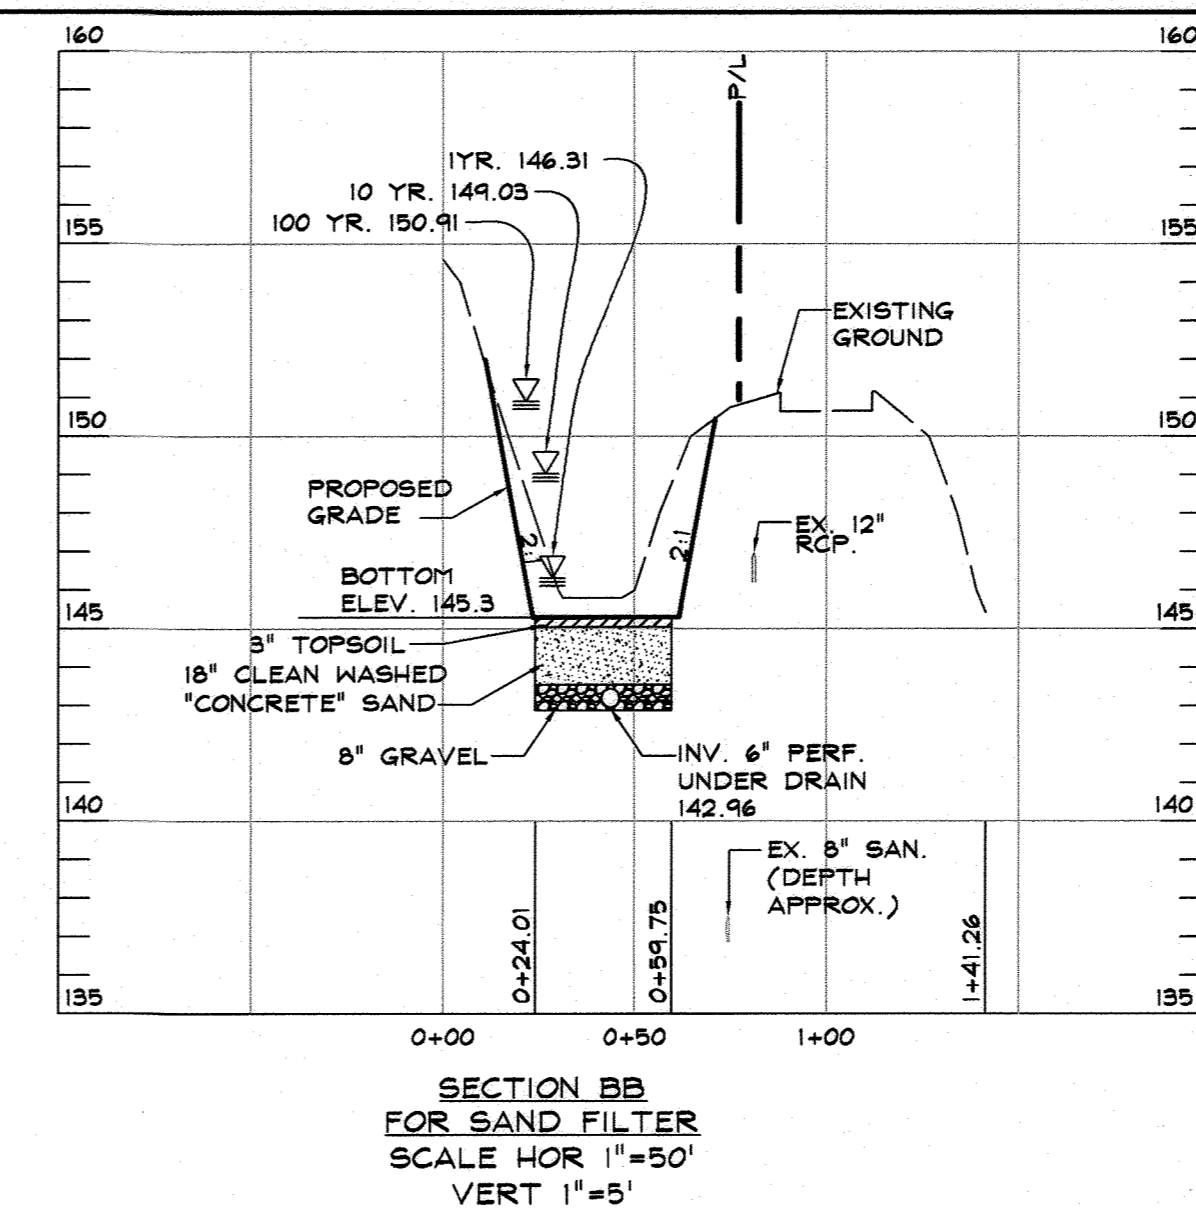 160
160
P/L
1YR. 146.31
10 YR. 149.03
100 YR. 150.91
155
155
EXISTING
GROUND
150
150
PROPOSED
GRADE
2:1
2:1
EX. 12"
RCP.
BOTTOM
ELEV. 145.3
145
145
3" TOPSOIL
18" CLEAN WASHED
"CONCRETE" SAND
8" GRAVEL
INV. 6" PERF.
UNDER DRAIN
142.96
140
140
EX. 8" SAN.
(DEPTH
APPROX.)
0+24.01
0+59.75
1+41.26
135
135
0+00
0+50
1+00
SECTION BB
FOR SAND FILTER
SCALE HOR 1"=50'
VERT 1"=5'